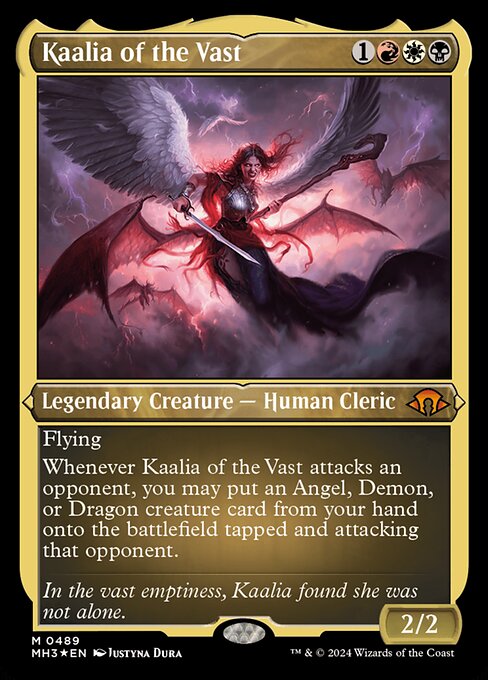 Kaalia of the Vast 1
Legendary Creature — Human Cleric
Flying
Whenever Kaalia of the Vast attacks an
opponent, you may put an Angel, Demon,
or Dragon creature card from your hand
onto the battlefield tapped and attacking
that opponent.
In the vast emptiness, Kaalia found she was
not alone.
2/2
M 0489
MH3★EN Justyna Dura
™ & © 2024 Wizards of the Coast